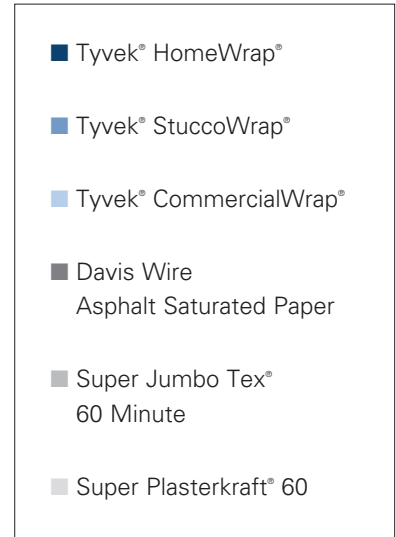 Tyvek® HomeWrap®
Tyvek® StuccoWrap®
Tyvek® CommercialWrap®
Davis Wire
Asphalt Saturated Paper
Super Jumbo Tex®
60 Minute
Super Plasterkraft® 60